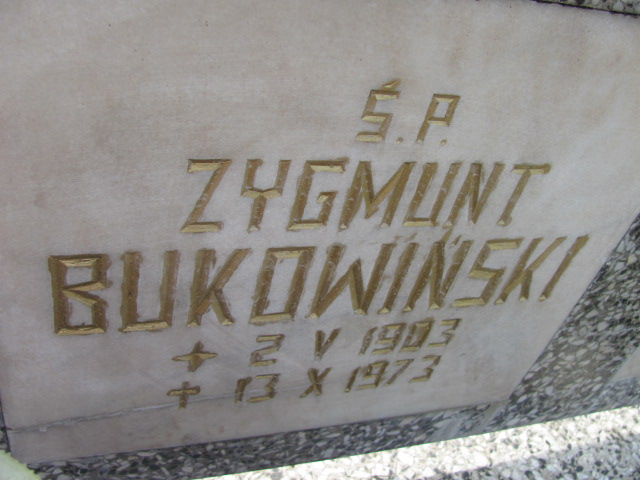 Ś.P.
ZYGMUNT
BUKOWIŃSKI
2 V 1903
† 13 X 1973